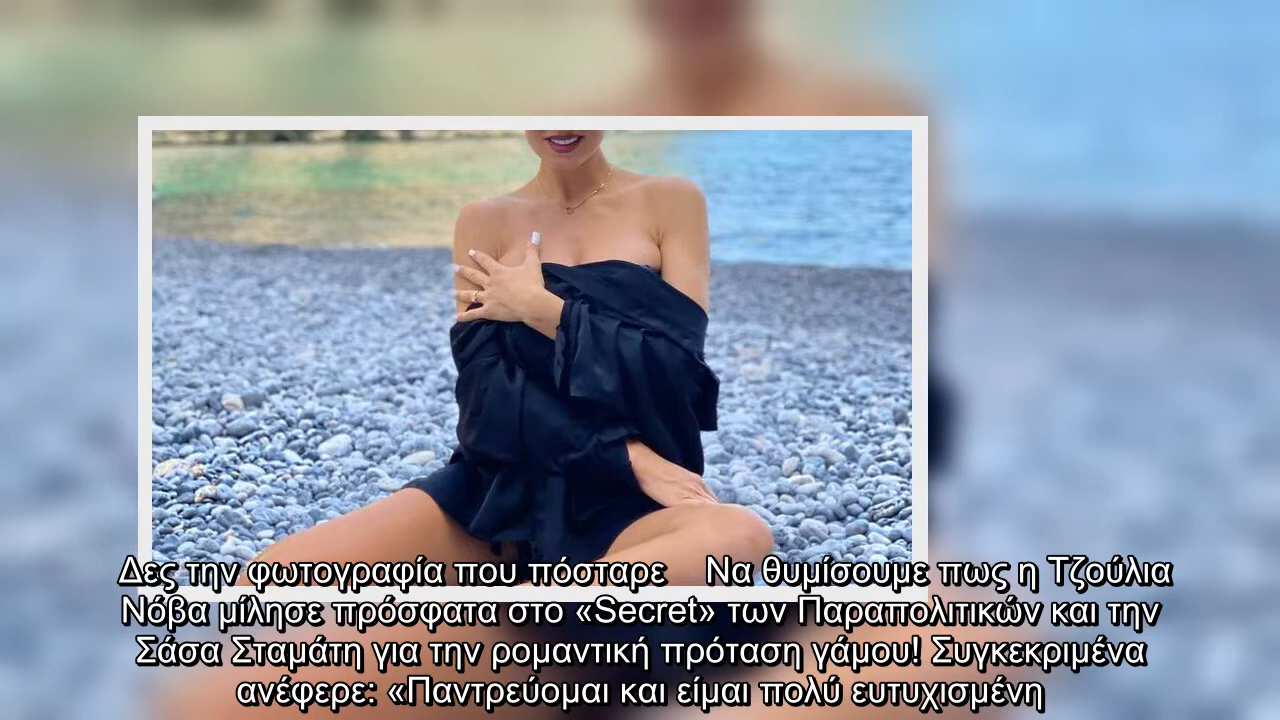 Δες την φωτογραφία που πόσταρε Να θυμίσουμε πως η Τζούλια
Νόβα μίλησε πρόσφατα στο «Secret» των Παραπολιτικών και την
Σάσα Σταμάτη για την ρομαντική πρόταση γάμου! Συγκεκριμένα
ανέφερε: «Παντρεύομαι και είμαι πολύ ευτυχισμένη